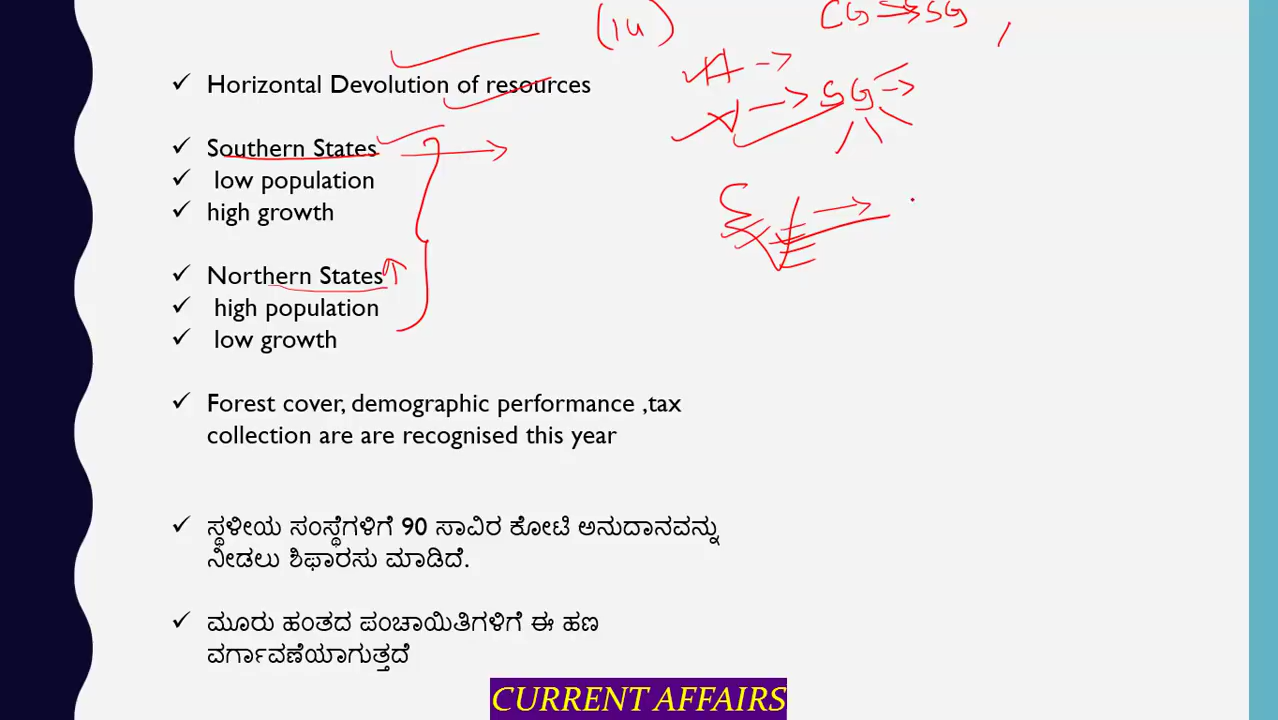 (14)
CG → SG
✓ Horizontal Devolution of resources
H →
V → SG →
✓ Southern States
✓ low population
✓ high growth
✓ Northern States
✓ high population
✓ low growth
✓ Forest cover, demographic performance ,tax
collection are are recognised this year
✓ ಸ್ಥಳೀಯ ಸಂಸ್ಥೆಗಳಿಗೆ 90 ಸಾವಿರ ಕೋಟಿ ಅನುದಾನವನ್ನು
ನೀಡಲು ಶಿಫಾರಸು ಮಾಡಿದೆ.
✓ ಮೂರು ಹಂತದ ಪಂಚಾಯಿತಿಗಳಿಗೆ ಈ ಹಣ
ವರ್ಗಾವಣೆಯಾಗುತ್ತದೆ
CURRENT AFFAIRS